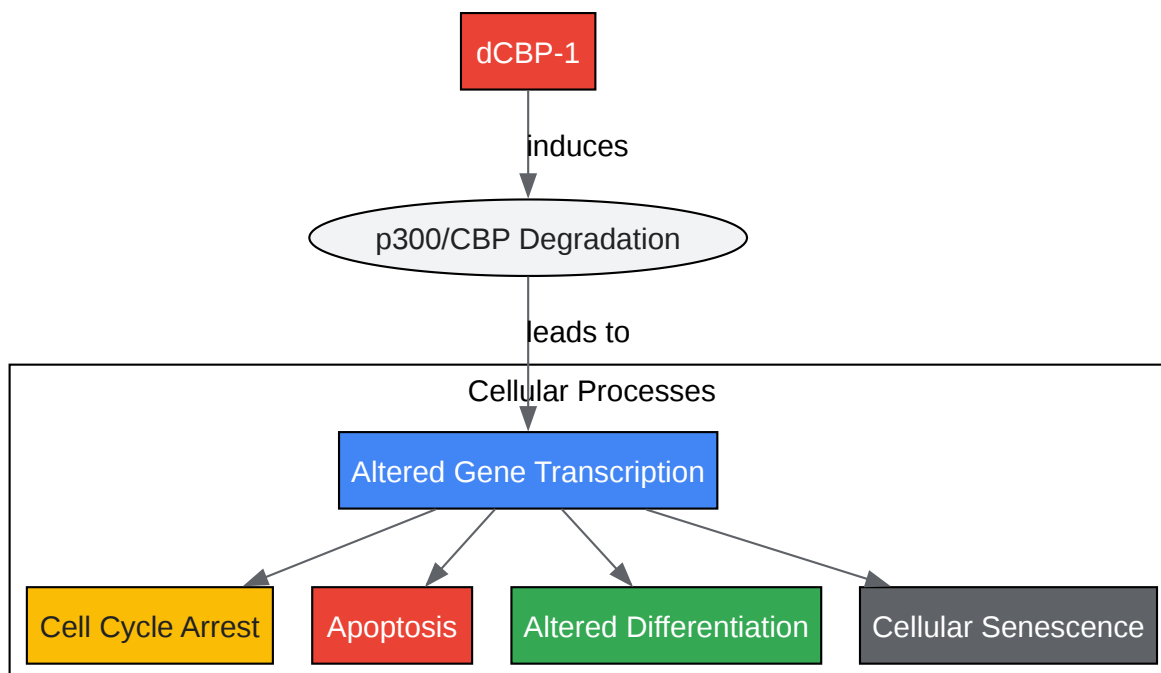 dCBP-1
induces
p300/CBP Degradation
leads to
Cellular Processes
Altered Gene Transcription
Cell Cycle Arrest
Apoptosis
Altered Differentiation
Cellular Senescence